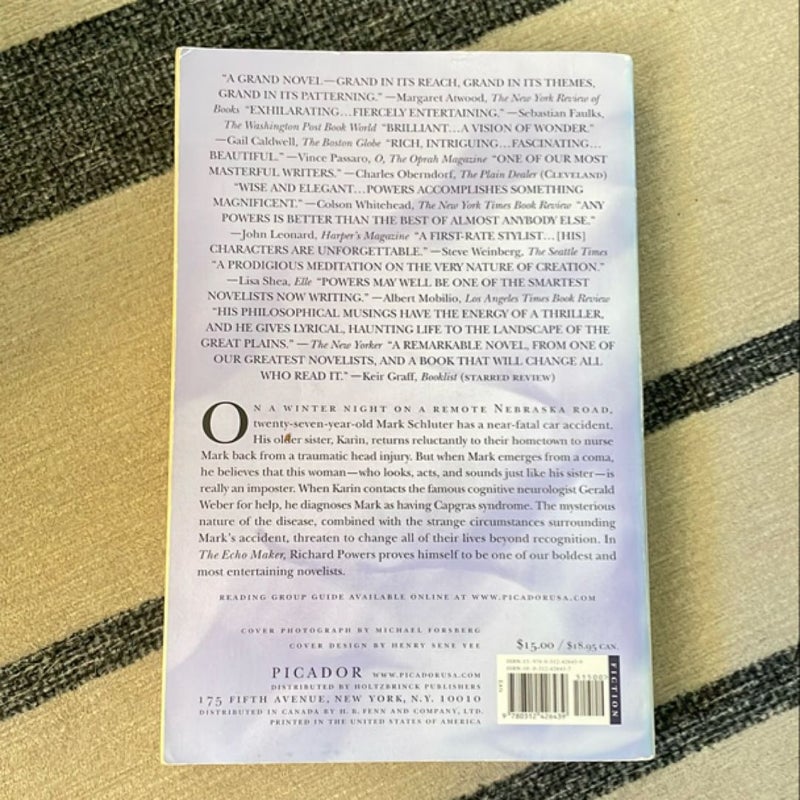 “A GRAND NOVEL—GRAND IN ITS REACH, GRAND IN ITS THEMES,
GRAND IN ITS PATTERNING.” —Margaret Atwood, The New York Review of
Books “EXHILARATING...FIERCELY ENTERTAINING.” —Sebastian Faulks,
The Washington Post Book World “BRILLIANT...A VISION OF WONDER.”
—Gail Caldwell, The Boston Globe “RICH, INTRIGUING...FASCINATING...
BEAUTIFUL.” —Vince Passaro, O, The Oprah Magazine “ONE OF OUR MOST
MASTERFUL WRITERS.” —Charles Oberndorf, The Plain Dealer (CLEVELAND)
“WISE AND ELEGANT...POWERS ACCOMPLISHES SOMETHING
MAGNIFICENT.” —Colson Whitehead, The New York Times Book Review “ANY
POWERS IS BETTER THAN THE BEST OF ALMOST ANYBODY ELSE.”
—John Leonard, Harper’s Magazine “A FIRST-RATE STYLIST...[HIS]
CHARACTERS ARE UNFORGETTABLE.” —Steve Weinberg, The Seattle Times
“A PRODIGIOUS MEDITATION ON THE VERY NATURE OF CREATION.”
—Lisa Shea, Elle “POWERS MAY WELL BE ONE OF THE SMARTEST
NOVELISTS NOW WRITING.” —Albert Mobilio, Los Angeles Times Book Review
“HIS PHILOSOPHICAL MUSINGS HAVE THE ENERGY OF A THRILLER,
AND HE GIVES LYRICAL, HAUNTING LIFE TO THE LANDSCAPE OF THE
GREAT PLAINS.” —The New Yorker “A REMARKABLE NOVEL, FROM ONE OF
OUR GREATEST NOVELISTS, AND A BOOK THAT WILL CHANGE ALL
WHO READ IT.” —Keir Graff, Booklist (STARRED REVIEW)
ON A WINTER NIGHT ON A REMOTE NEBRASKA ROAD,
twenty-seven-year-old Mark Schluter has a near-fatal car accident.
His older sister, Karin, returns reluctantly to their hometown to nurse
Mark back from a traumatic head injury. But when Mark emerges from a coma,
he believes that this woman—who looks, acts, and sounds just like his sister—is
really an imposter. When Karin contacts the famous cognitive neurologist Gerald
Weber for help, he diagnoses Mark as having Capgras syndrome. The mysterious
nature of the disease, combined with the strange circumstances surrounding
Mark’s accident, threaten to change all of their lives beyond recognition. In
The Echo Maker, Richard Powers proves himself to be one of our boldest and
most entertaining novelists.
READING GROUP GUIDE AVAILABLE ONLINE AT WWW.PICADORUSA.COM
COVER PHOTOGRAPH BY MICHAEL FORSBERG
COVER DESIGN BY HENRY SENE YEE
$15.00 / $18.95 CAN.
PICADOR WWW.PICADORUSA.COM
DISTRIBUTED BY HOLTZBRINCK PUBLISHERS
175 FIFTH AVENUE, NEW YORK, N.Y. 10010
DISTRIBUTED IN CANADA BY H. B. FENN AND COMPANY, LTD.
PRINTED IN THE UNITED STATES OF AMERICA
ISBN-13: 978-0-312-42643-9
ISBN-10: 0-312-42643-7
51500
EAN
9 780312 426439
FICTION